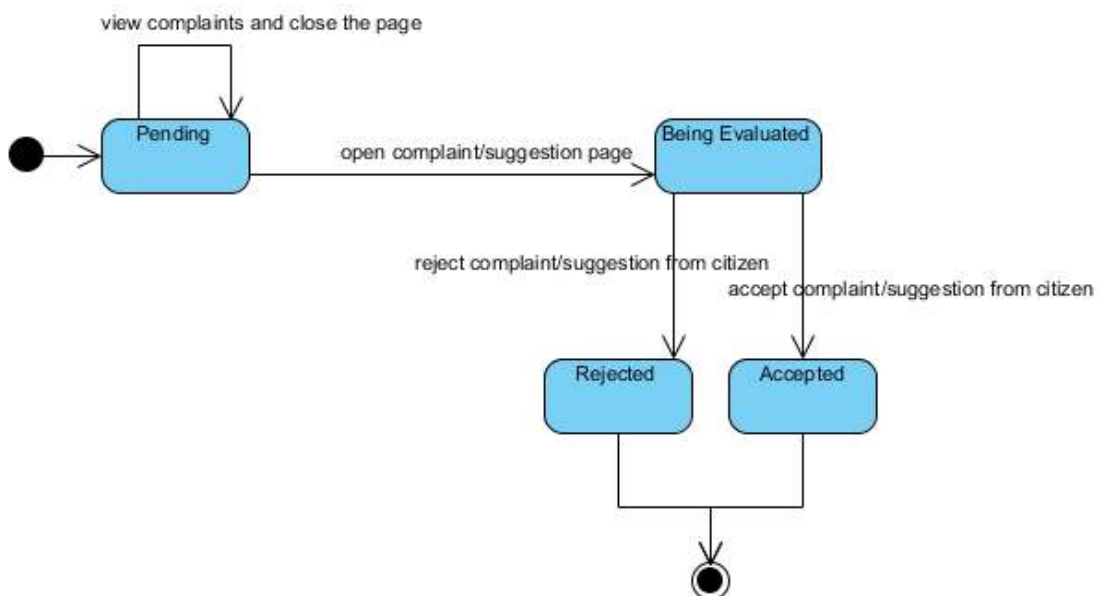 view complaints and close the page
Pending
Being Evaluated
open complaint/suggestion page
reject complaint/suggestion from citizen
accept complaint/suggestion from citizen
Rejected
Accepted